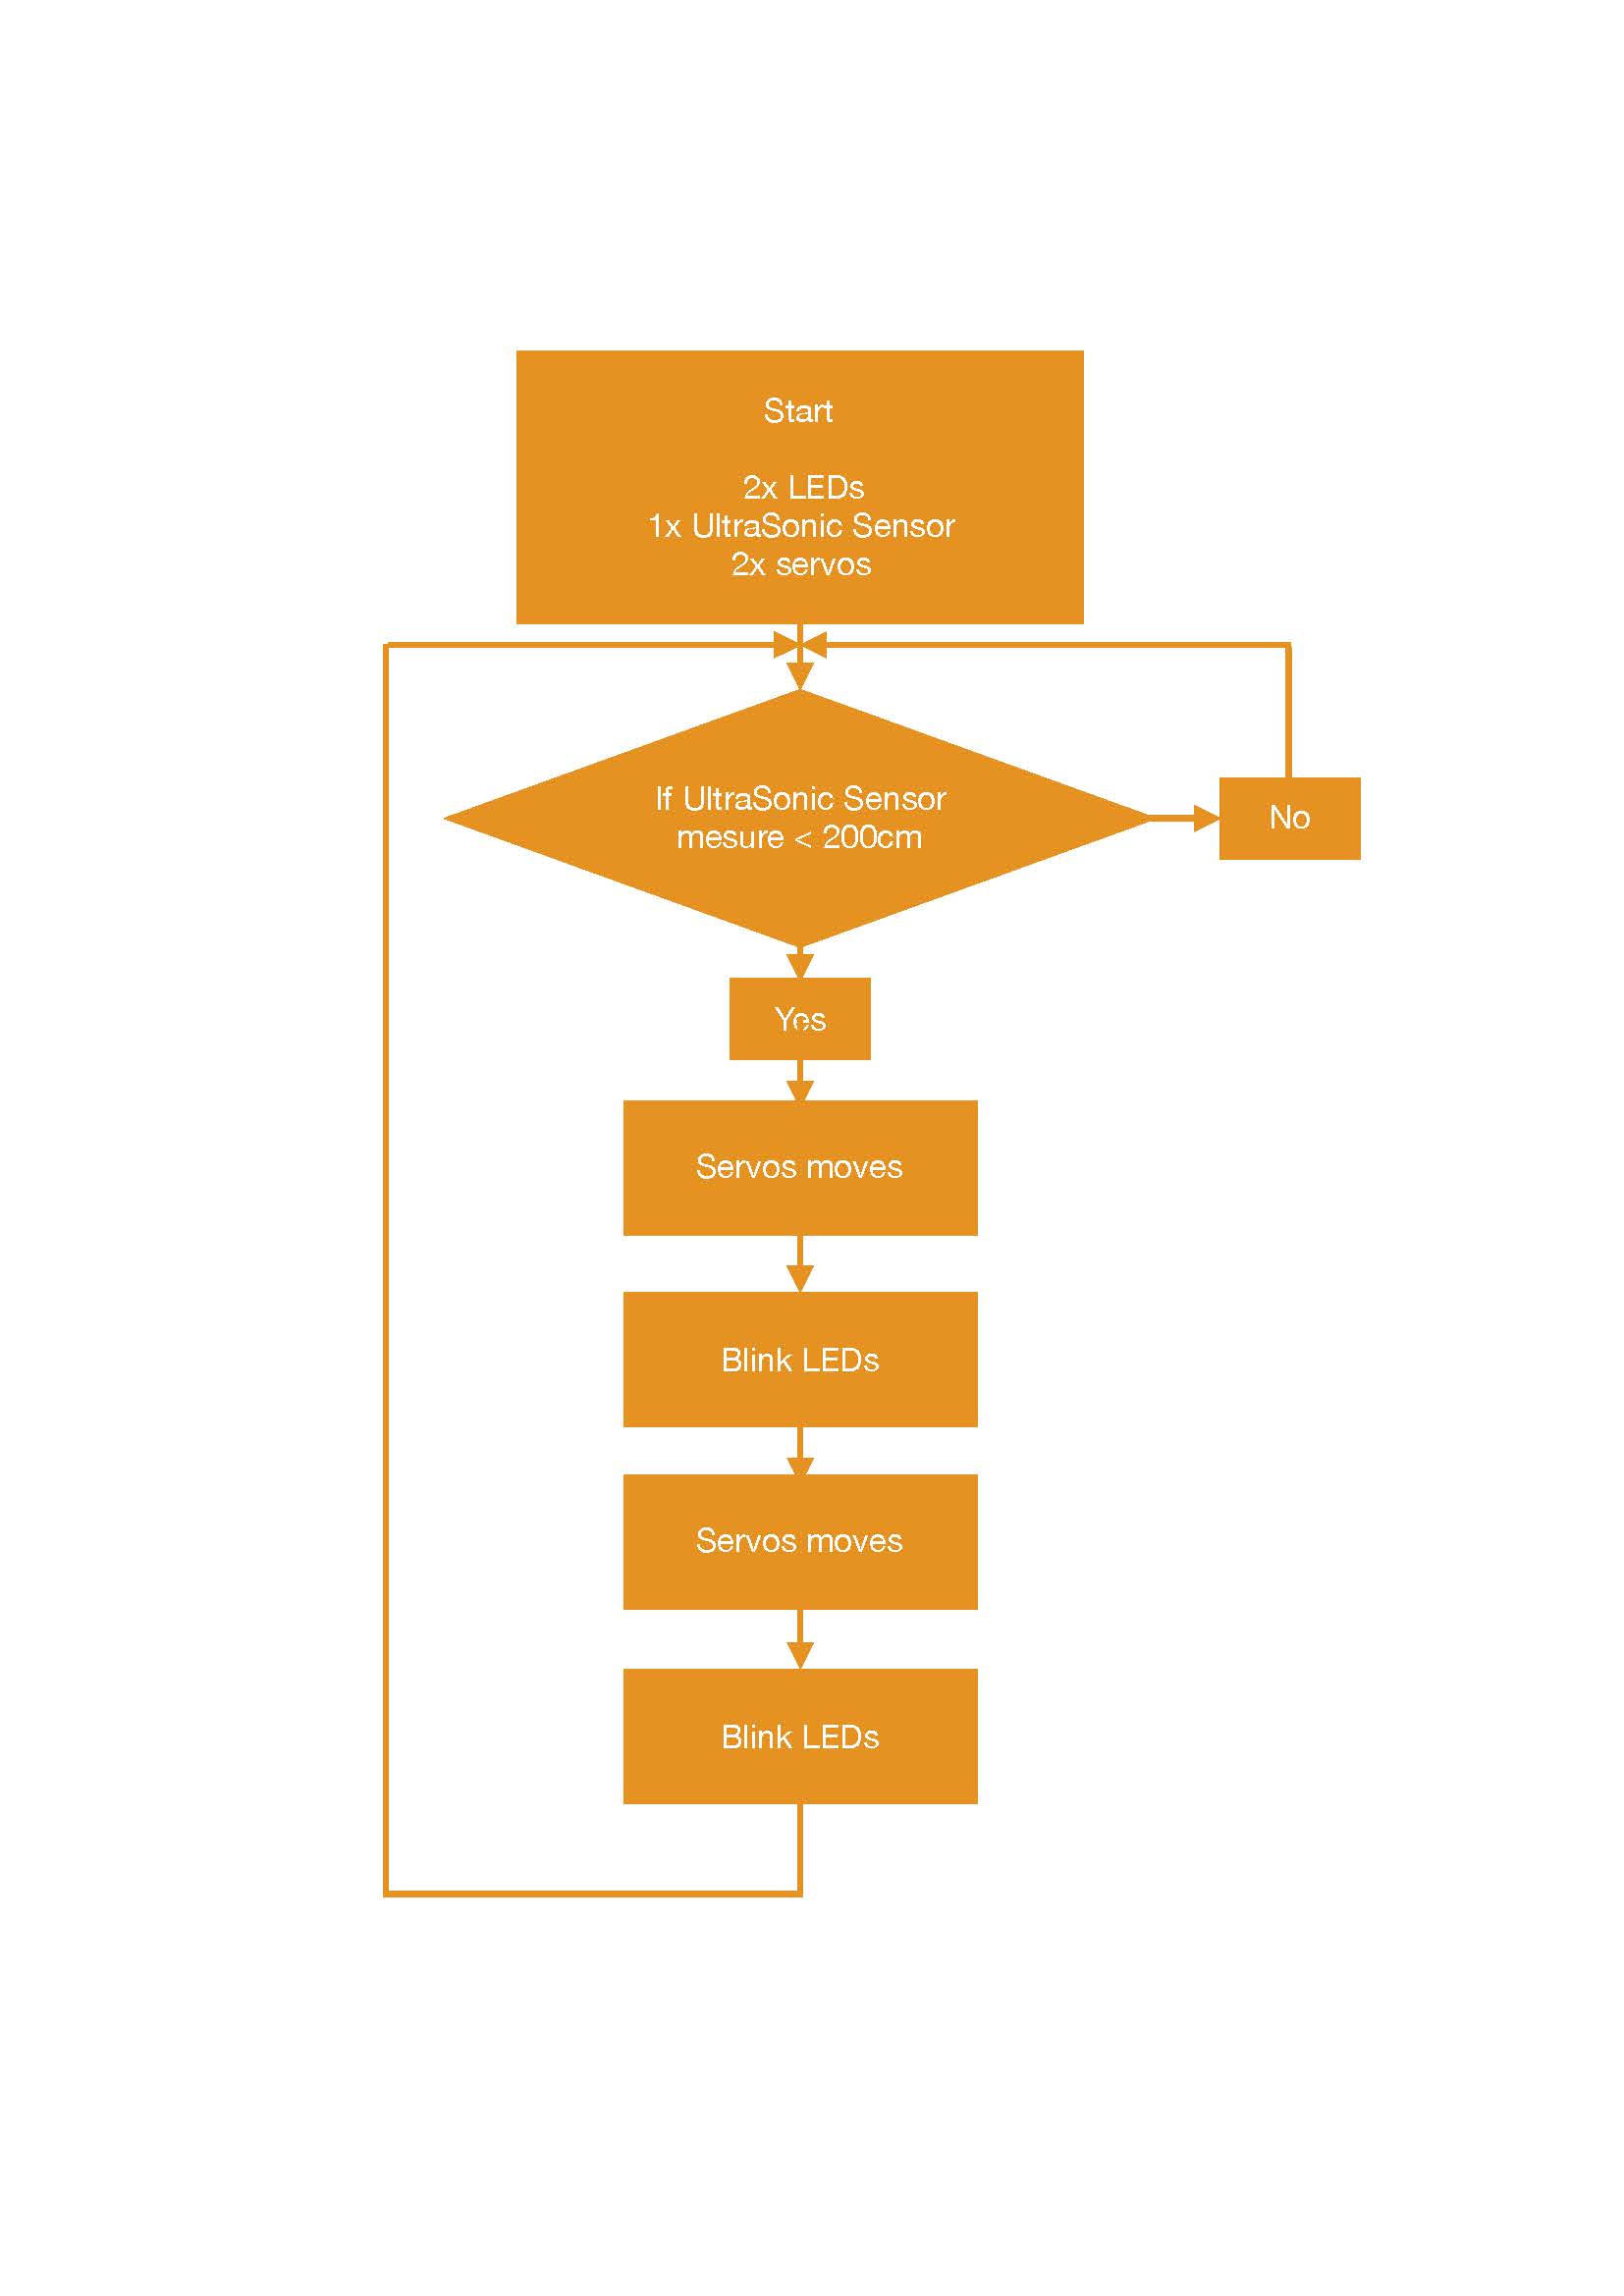 Start
2x LEDs
1x UltraSonic Sensor
2x servos
If UltraSonic Sensor
mesure < 200cm
No
Yes
Servos moves
Blink LEDs
Servos moves
Blink LEDs